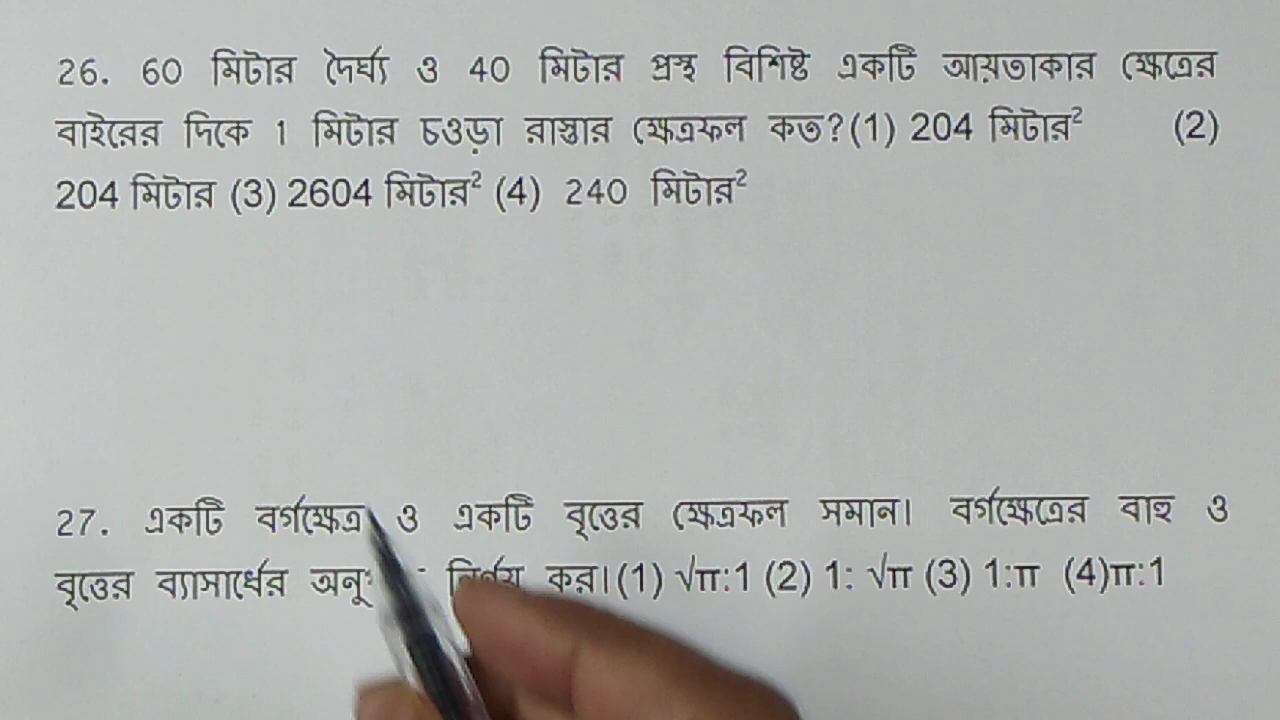 26. 60 মিটার দৈর্ঘ্য ও 40 মিটার প্রস্থ বিশিষ্ট একটি আয়তাকার ক্ষেত্রের
বাইরের দিকে 1 মিটার চওড়া রাস্তার ক্ষেত্রফল কত?(1) 204 মিটার² (2)
204 মিটার (3) 2604 মিটার² (4) 240 মিটার²
27. একটি বর্গক্ষেত্র ও একটি বৃত্তের ক্ষেত্রফল সমান। বর্গক্ষেত্রের বাহু ও
বৃত্তের ব্যাসার্ধের নির্ণয় কর।(1) √π:1 (2) 1: √π (3) 1:π (4)π:1